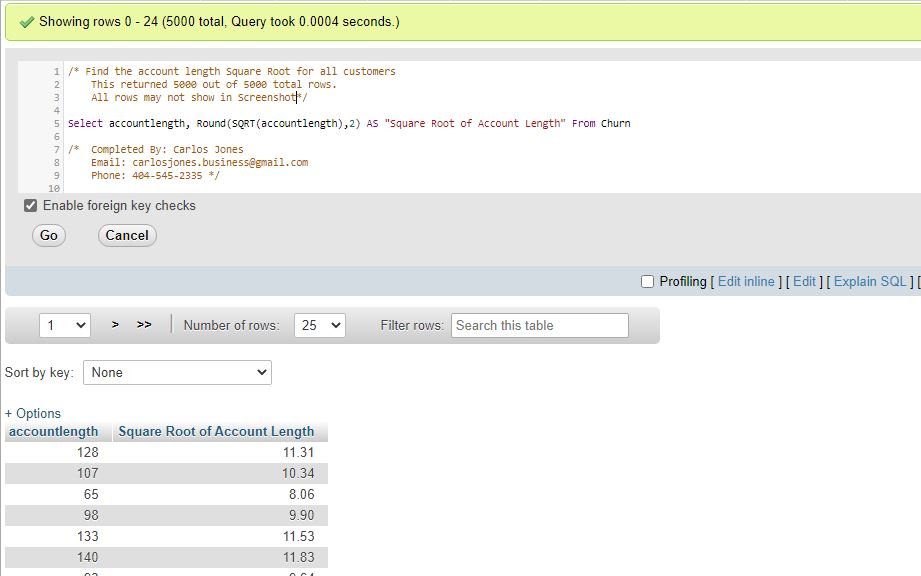 Showing rows 0 - 24 (5000 total, Query took 0.0004 seconds.)
1 /* Find the account length Square Root for all customers
2 This returned 5000 out of 5000 total rows.
3 All rows may not show in Screenshot*/
4
5 Select accountlength, Round(SQRT(accountlength),2) AS "Square Root of Account Length" From Churn
6
7 /* Completed By: Carlos Jones
8 Email: carlosjones.business@gmail.com
9 Phone: 404-545-2335 */
10
Enable foreign key checks
Go Cancel
Profiling [ Edit inline ] [ Edit ] [ Explain SQL ] [
1 > >> Number of rows: 25 Filter rows: Search this table
Sort by key: None
+ Options
accountlength Square Root of Account Length
128 11.31
107 10.34
65 8.06
98 9.90
133 11.53
140 11.83